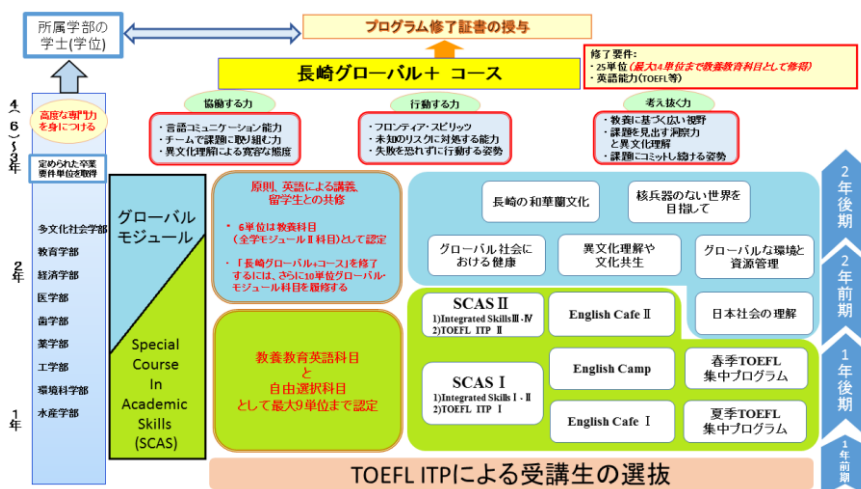 所属学部の
学士(学位)
プログラム修了証書の授与
長崎グローバル+ コース
修了要件:
・25単位(最大14単位まで教養教育科目として修得)
・英語能力(TOEFL等)
4(6)~3年
高度な専門力
を身につける
定められた卒業
要件単位を取得
協働する力
・言語コミュニケーション能力
・チームで課題に取り組む力
・異文化理解による寛容な態度
行動する力
・フロンティア・スピリッツ
・未知のリスクに対処する能力
・失敗を恐れずに行動する姿勢
考え抜く力
・教養に基づく広い視野
・課題を見出す洞察力
と異文化理解
・課題にコミットし続ける姿勢
2年
多文化社会学部
教育学部
経済学部
医学部
歯学部
薬学部
工学部
環境科学部
水産学部
1年
グローバル
モジュール
Special
Course
In
Academic
Skills
(SCAS)
原則、英語による講義、
留学生との共修
・ 6単位は教養科目
(全学モジュールⅡ科目)として認定
・「長崎グローバル+コース」を修了
するには、さらに10単位グローバル・
モジュール科目を履修する
教養教育英語科目
と
自由選択科目
として最大9単位まで認定
長崎の和華蘭文化
核兵器のない世界を
目指して
グローバル社会に
おける健康
異文化理解や
文化共生
グローバルな環境と
資源管理
日本社会の理解
SCAS Ⅱ
1)Integrated SkillsⅢ・Ⅳ
2)TOEFL ITP Ⅱ
English Cafe Ⅱ
SCAS Ⅰ
1)Integrated SkillsⅠ・Ⅱ
2)TOEFL ITP Ⅰ
English Camp
春季TOEFL
集中プログラム
English Cafe Ⅰ
夏季TOEFL
集中プログラム
2年後期
2年前期
1年後期
1年前期
TOEFL ITPによる受講生の選抜